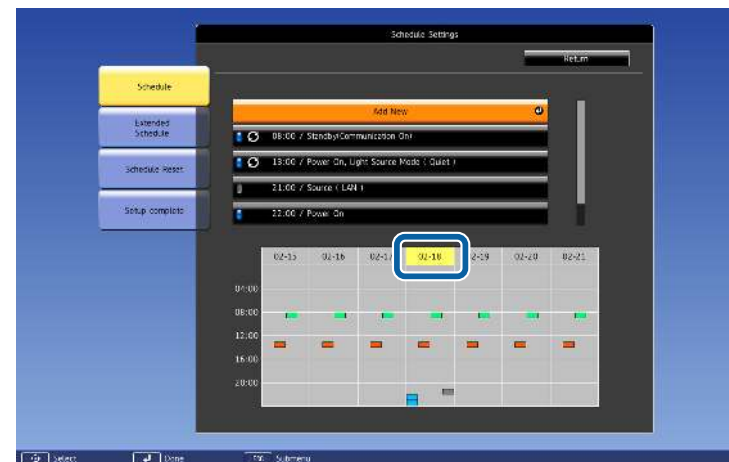 Schedule Settings
Return
Schedule
Extended
Schedule
Schedule Reset
Setup complete
Add New
08:00 / Standby(Communication On)
13:00 / Power On, Light Source Mode ( Quiet )
21:00 / Source ( LAN )
22:00 / Power On
02-15 02-16 02-17 02-18 02-19 02-20 02-21
04:00
08:00
12:00
16:00
20:00
Select Done Esc Submenu